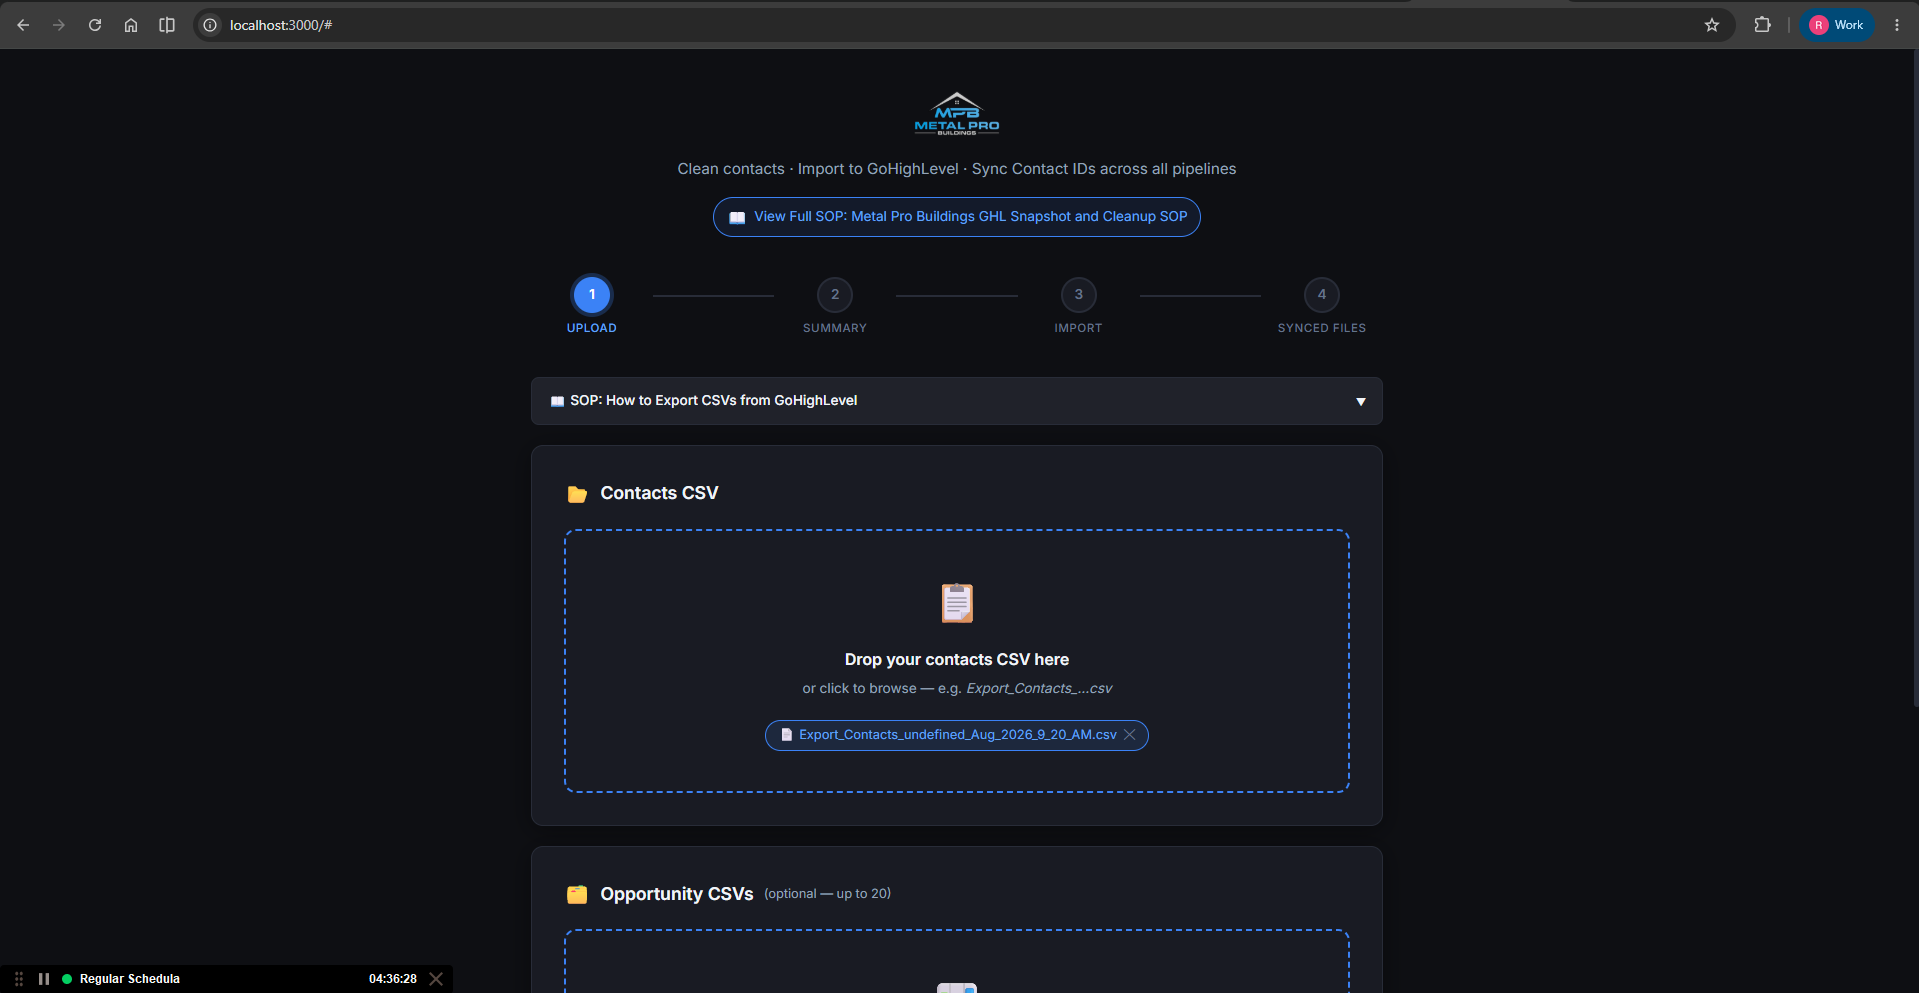 localhost:3000/#
R Work
MPB
METAL PRO
BUILDINGS
Clean contacts · Import to GoHighLevel · Sync Contact IDs across all pipelines
View Full SOP: Metal Pro Buildings GHL Snapshot and Cleanup SOP
1 2 3 4
UPLOAD SUMMARY IMPORT SYNCED FILES
SOP: How to Export CSVs from GoHighLevel
Contacts CSV
Drop your contacts CSV here
or click to browse — e.g. Export_Contacts_...csv
Export_Contacts_undefined_Aug_2026_9_20_AM.csv
Opportunity CSVs (optional — up to 20)
Regular Schedula 04:36:28